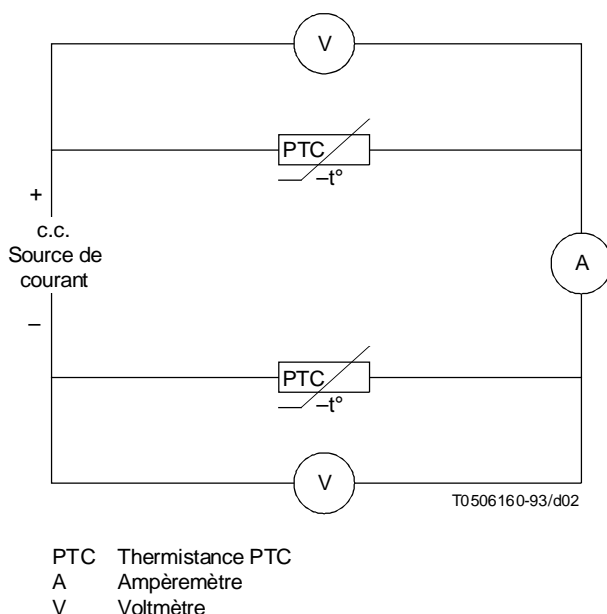 V
PTC
–t°
+
c.c.
Source de
courant
A
–
PTC
–t°
V
T0506160-93/d02
PTC Thermistance PTC
A Ampèremètre
V Voltmètre